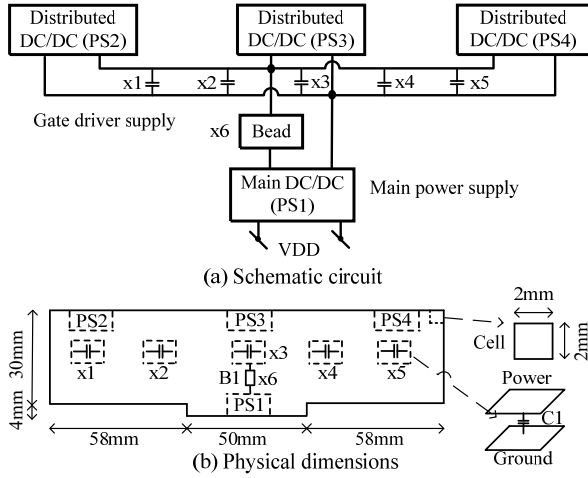 Distributed DC/DC (PS2)
Distributed DC/DC (PS3)
Distributed DC/DC (PS4)
x1
x2
x3
x4
x5
Gate driver supply
x6
Bead
Main DC/DC (PS1)
Main power supply
VDD
(a) Schematic circuit
30mm
4mm
PS2
PS3
PS4
x1
x2
x3
x4
x5
B1
x6
PS1
58mm
50mm
58mm
Cell
2mm
2mm
Power
C1
Ground
(b) Physical dimensions